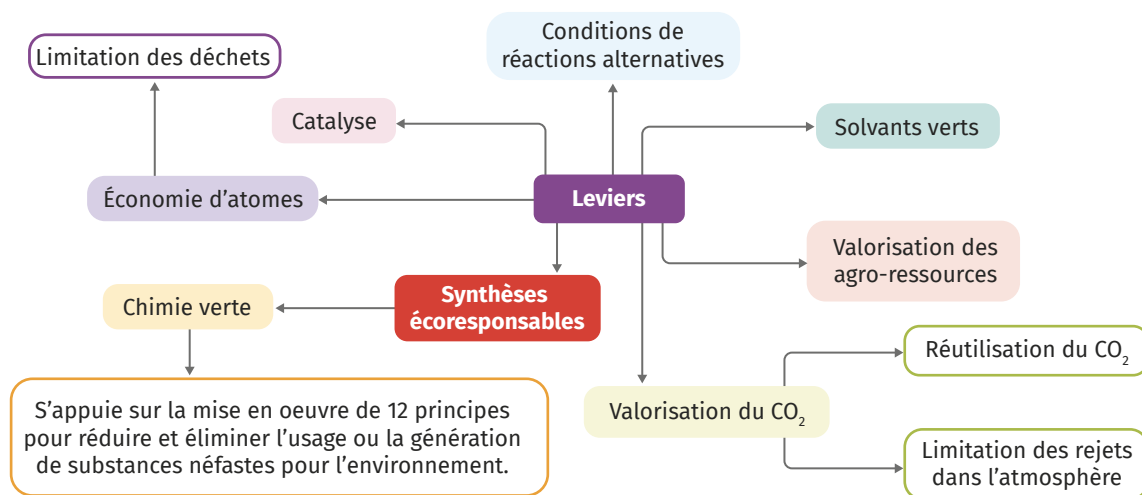 Conditions de
réactions alternatives
Limitation des déchets
Catalyse
Solvants verts
Économie d'atomes
Leviers
Valorisation des
agro-ressources
Synthèses
écoresponsables
Chimie verte
Réutilisation du CO₂
S'appuie sur la mise en oeuvre de 12 principes
pour réduire et éliminer l'usage ou la génération
de substances néfastes pour l'environnement.
Valorisation du CO₂
Limitation des rejets
dans l'atmosphère